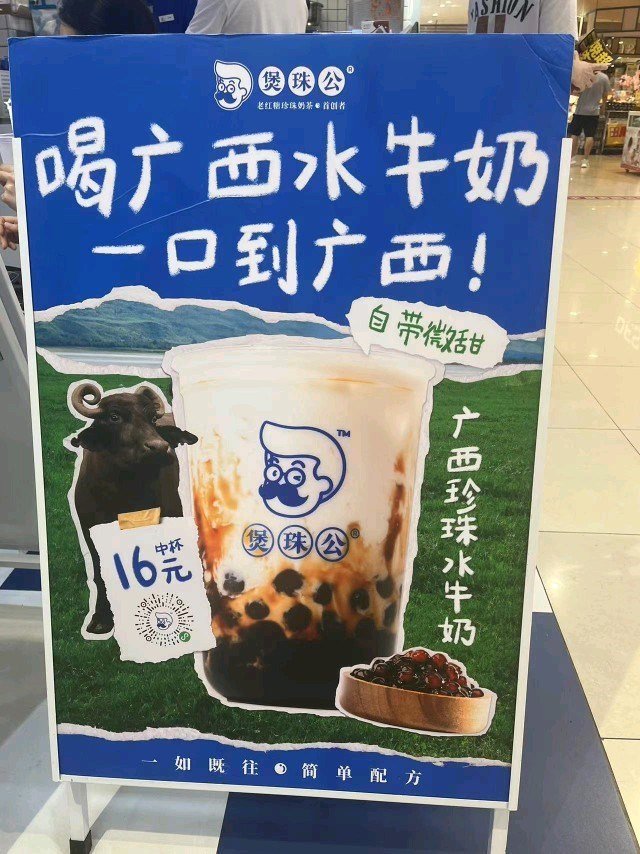 FASHION
煲珠公®
老红糖珍珠奶茶 首创者
喝广西水牛奶
一口到广西!
自带微甜
TM
煲珠公®
广西珍珠水牛奶
中杯
16元
一如既往 简单配方